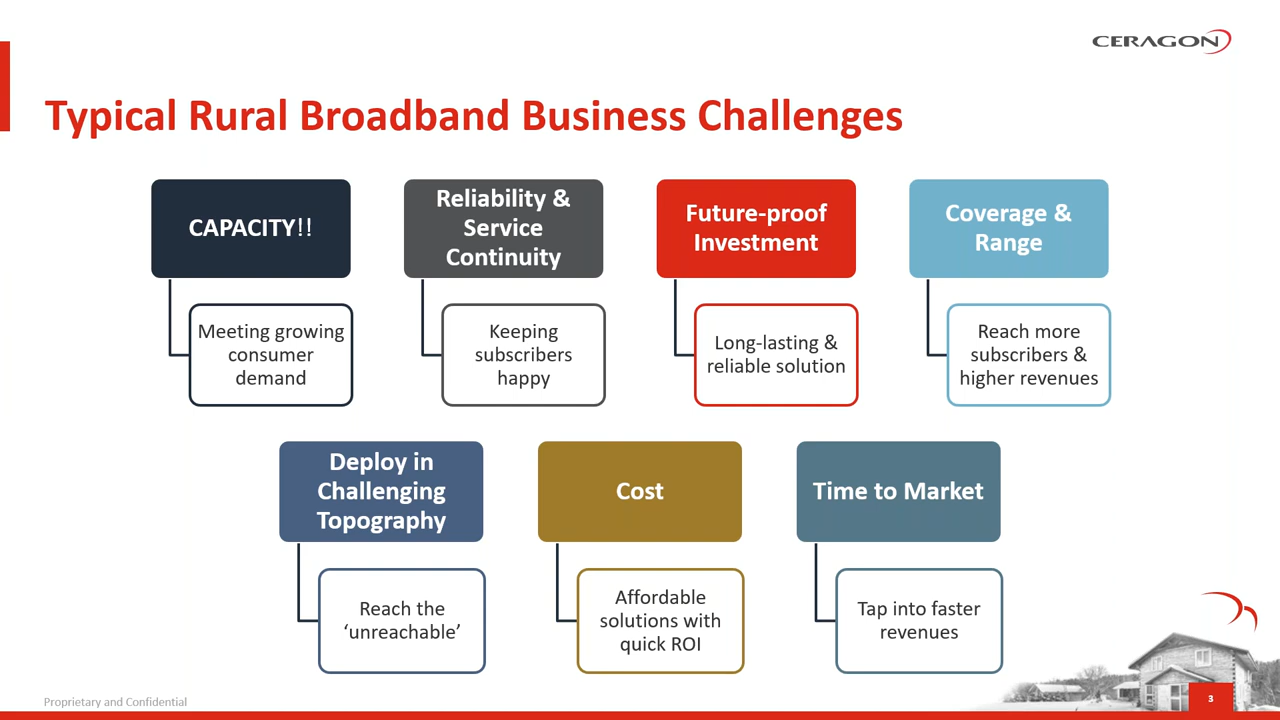 CERAGON
Typical Rural Broadband Business Challenges
CAPACITY!!
Meeting growing
consumer
demand
Reliability &
Service
Continuity
Keeping
subscribers
happy
Future-proof
Investment
Long-lasting &
reliable solution
Coverage &
Range
Reach more
subscribers &
higher revenues
Deploy in
Challenging
Topography
Reach the
‘unreachable’
Cost
Affordable
solutions with
quick ROI
Time to Market
Tap into faster
revenues
Proprietary and Confidential
3